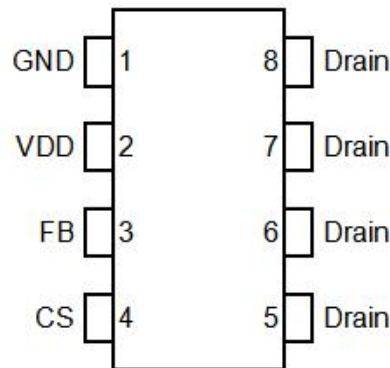 GND 1 8 Drain
VDD 2 7 Drain
FB 3 6 Drain
CS 4 5 Drain